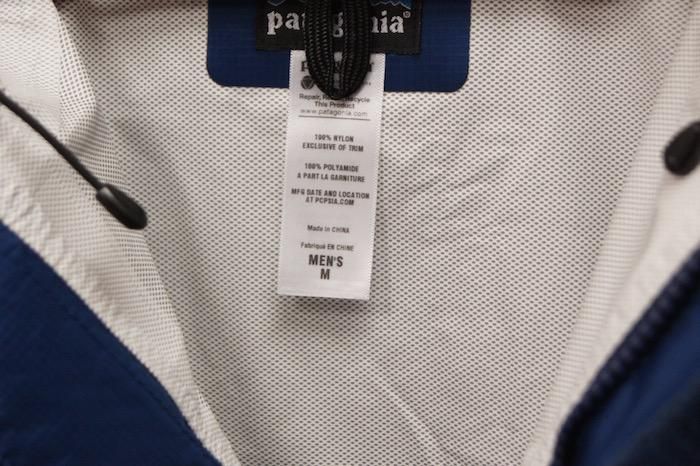 patagonia
Repair,
This Product
www.patagonia.com
100% NYLON
EXCLUSIVE OF TRIM
100% POLYAMIDE
A PART LA GARNITURE
MFG DATE AND LOCATION
AT PCPSIA.COM
Made in CHINA
Fabriqué EN CHINE
MEN'S
M